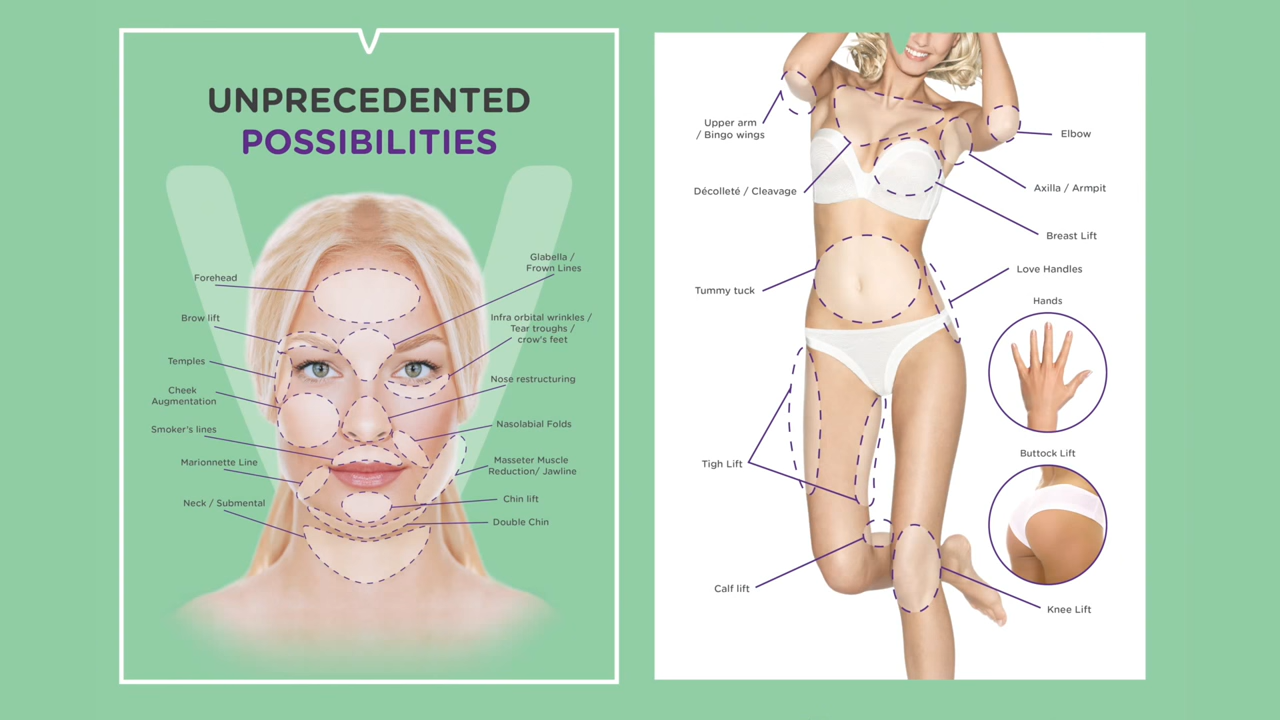 UNPRECEDENTED
POSSIBILITIES
Forehead
Brow lift
Temples
Cheek
Augmentation
Smoker's lines
Marionnette Line
Neck / Submental
Glabella /
Frown Lines
Infra orbital wrinkles /
Tear troughs /
crow's feet
Nose restructuring
Nasolabial Folds
Masseter Muscle
Reduction/ Jawline
Chin lift
Double Chin
Upper arm
/ Bingo wings
Décolleté / Cleavage
Tummy tuck
Tigh Lift
Calf lift
Elbow
Axilla / Armpit
Breast Lift
Love Handles
Hands
Buttock Lift
Knee Lift